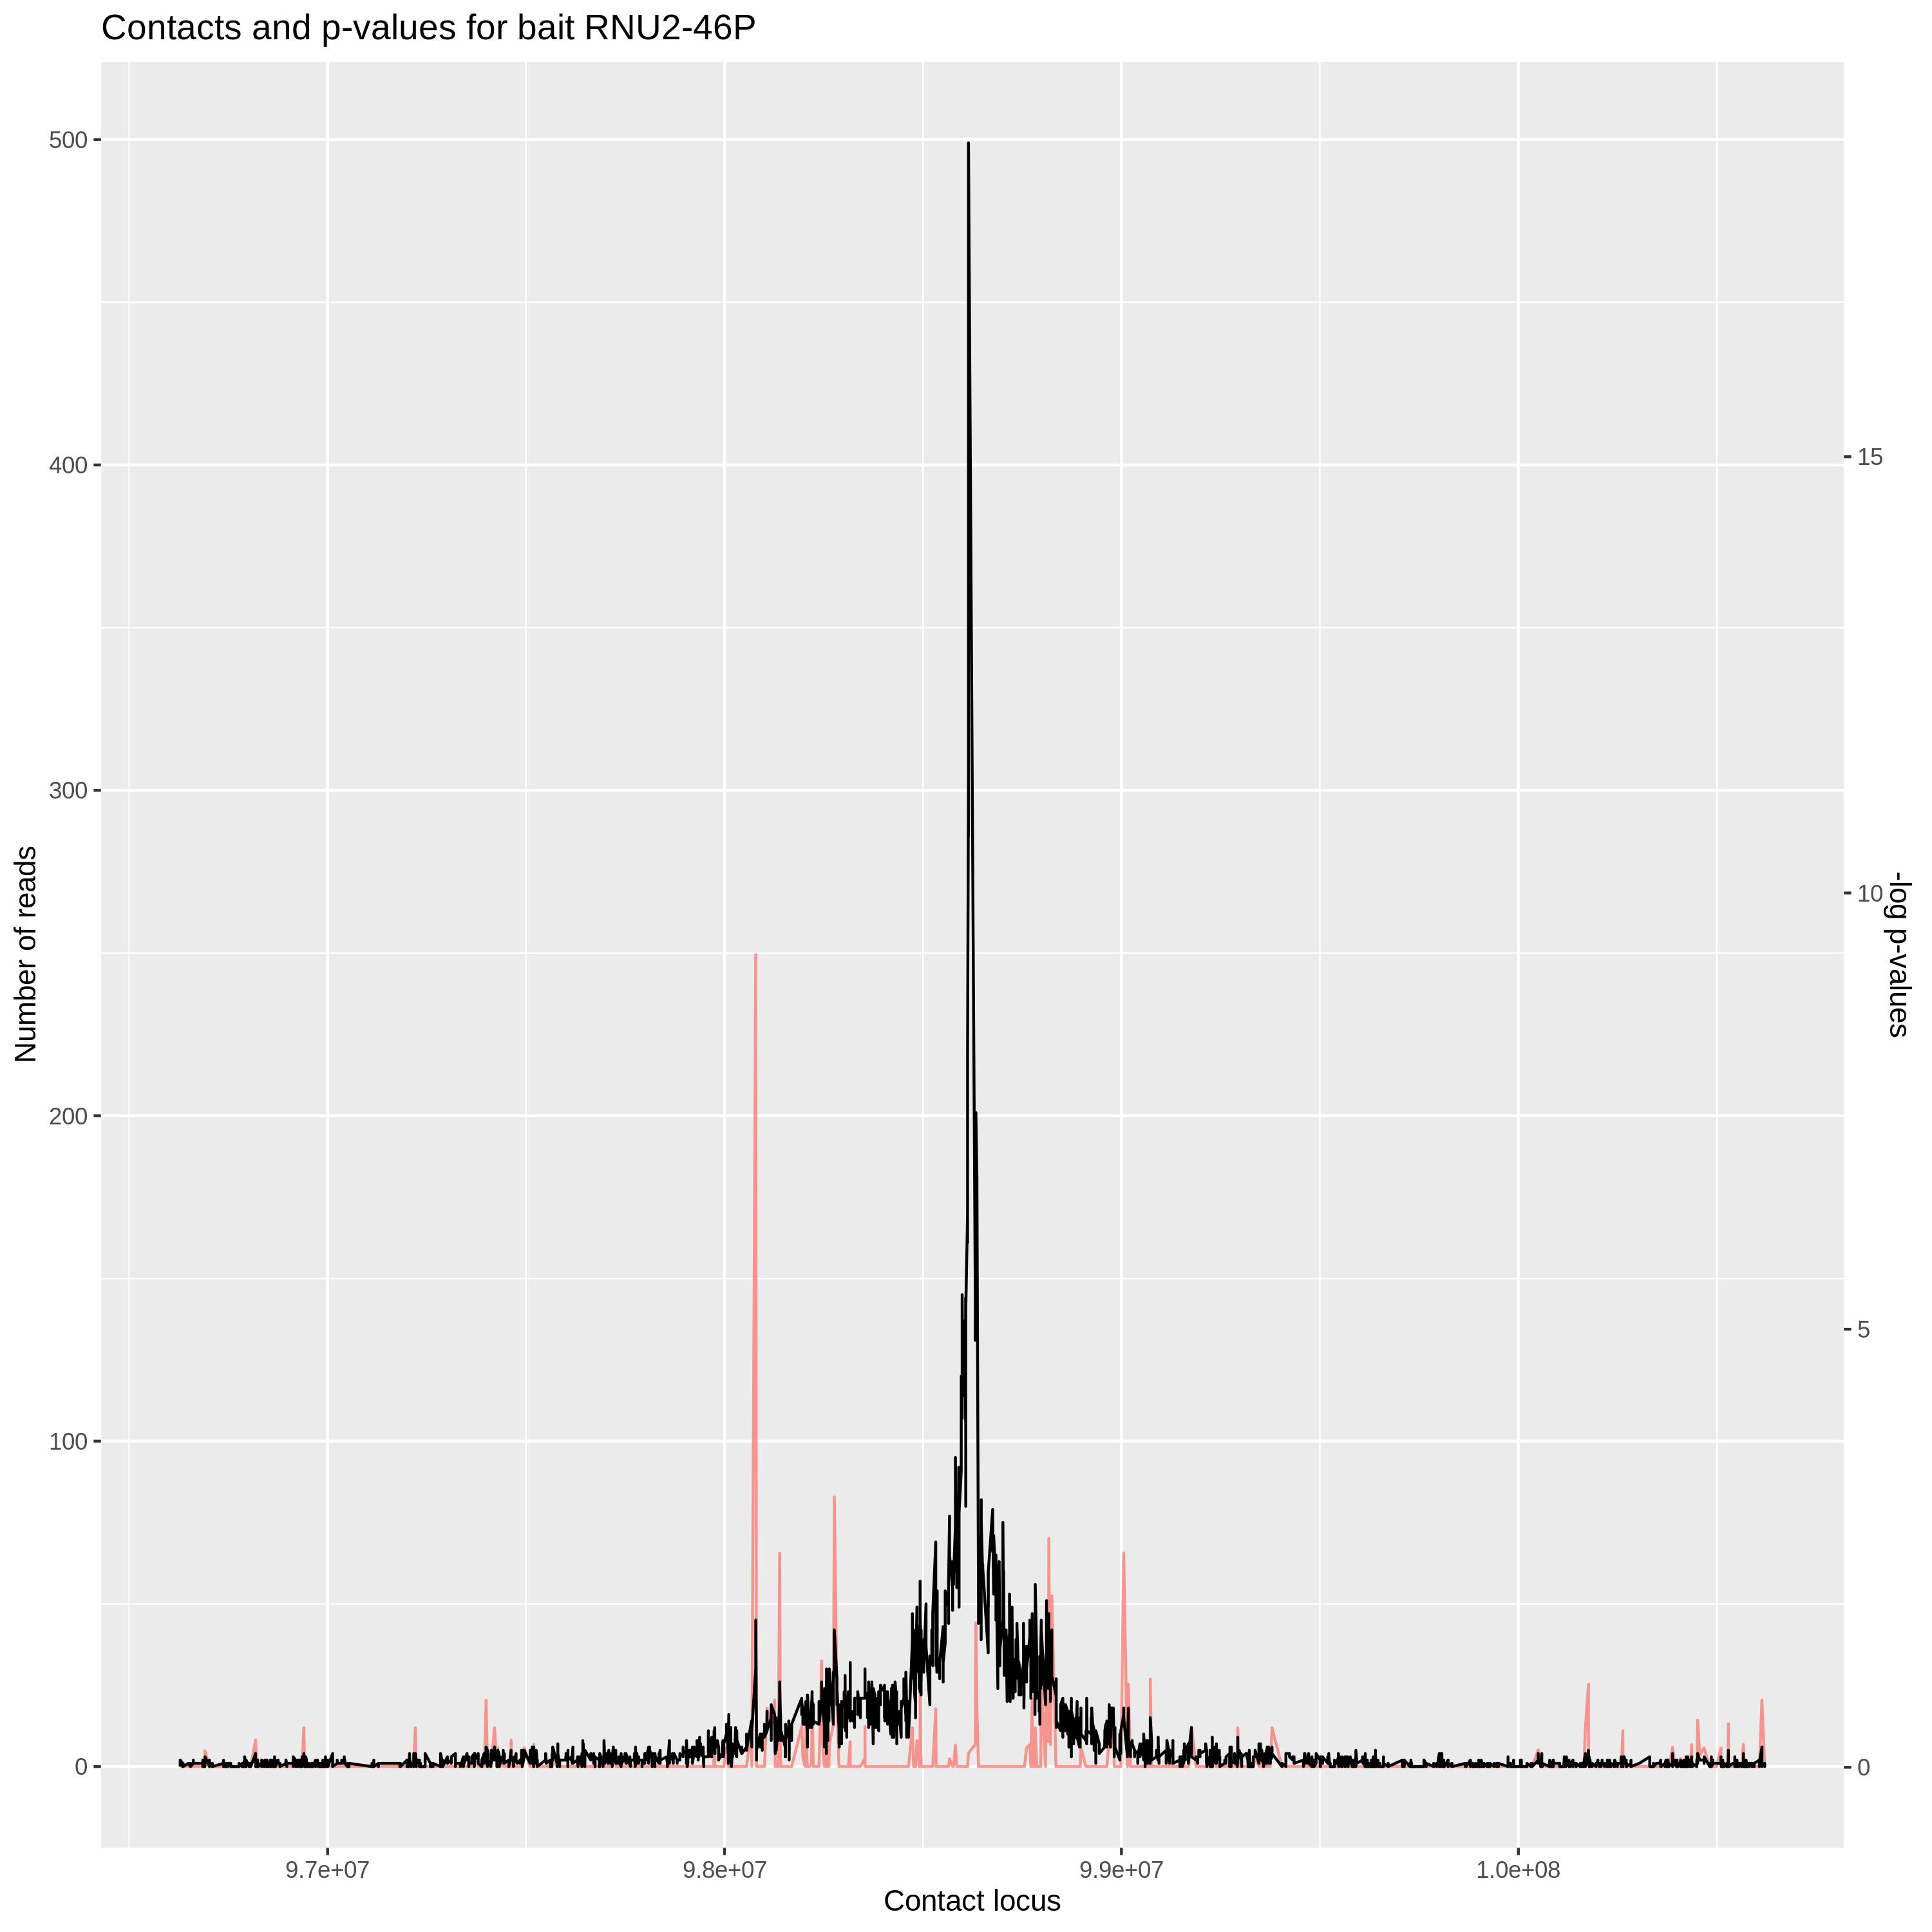 Contacts and p-values for bait RNU2-46P
Number of reads
500
400
300
200
100
0
15
10
5
0
-log p-values
9.7e+07 9.8e+07 9.9e+07 1.0e+08
Contact locus